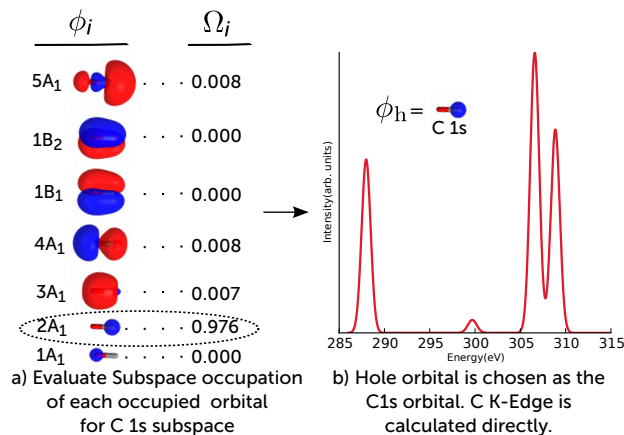 ϕi Ωi
5A1 · · · · 0.008
1B2 · · · · 0.000
1B1 · · · · 0.000
4A1 · · · · 0.008
3A1 · · · · 0.007
2A1 · · · · 0.976
1A1 · · · · 0.000
a) Evaluate Subspace occupation
of each occupied orbital
for C 1s subspace
ϕh=
C 1s
Intensity(arb. units)
285 290 295 300 305 310 315
Energy(eV)
b) Hole orbital is chosen as the
C1s orbital. C K-Edge is
calculated directly.